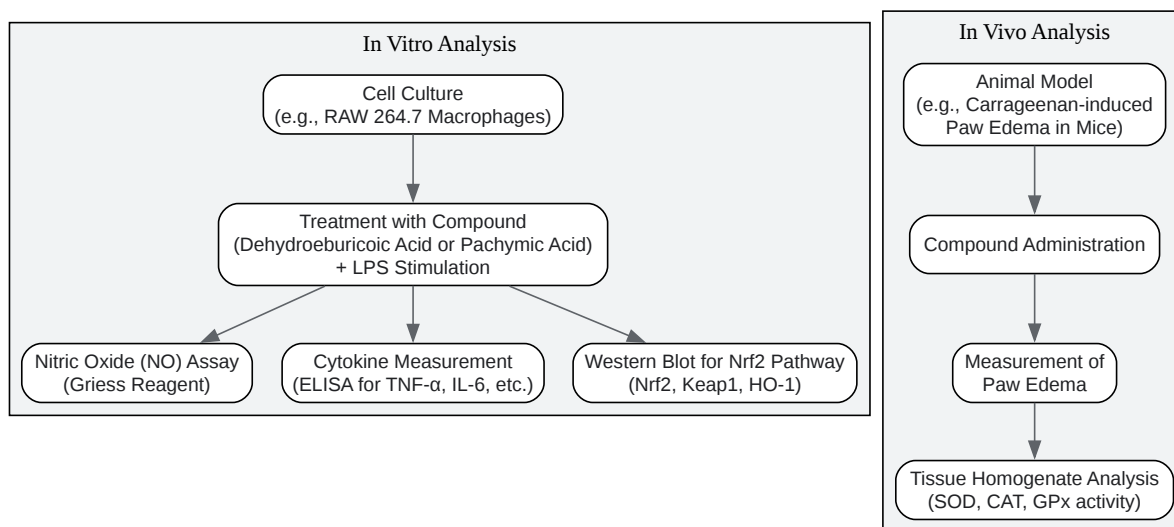 In Vitro Analysis
Cell Culture
(e.g., RAW 264.7 Macrophages)
Treatment with Compound
(Dehydroeburicoic Acid or Pachymic Acid)
+ LPS Stimulation
Nitric Oxide (NO) Assay
(Griess Reagent)
Cytokine Measurement
(ELISA for TNF-α, IL-6, etc.)
Western Blot for Nrf2 Pathway
(Nrf2, Keap1, HO-1)
In Vivo Analysis
Animal Model
(e.g., Carrageenan-induced
Paw Edema in Mice)
Compound Administration
Measurement of
Paw Edema
Tissue Homogenate Analysis
(SOD, CAT, GPx activity)